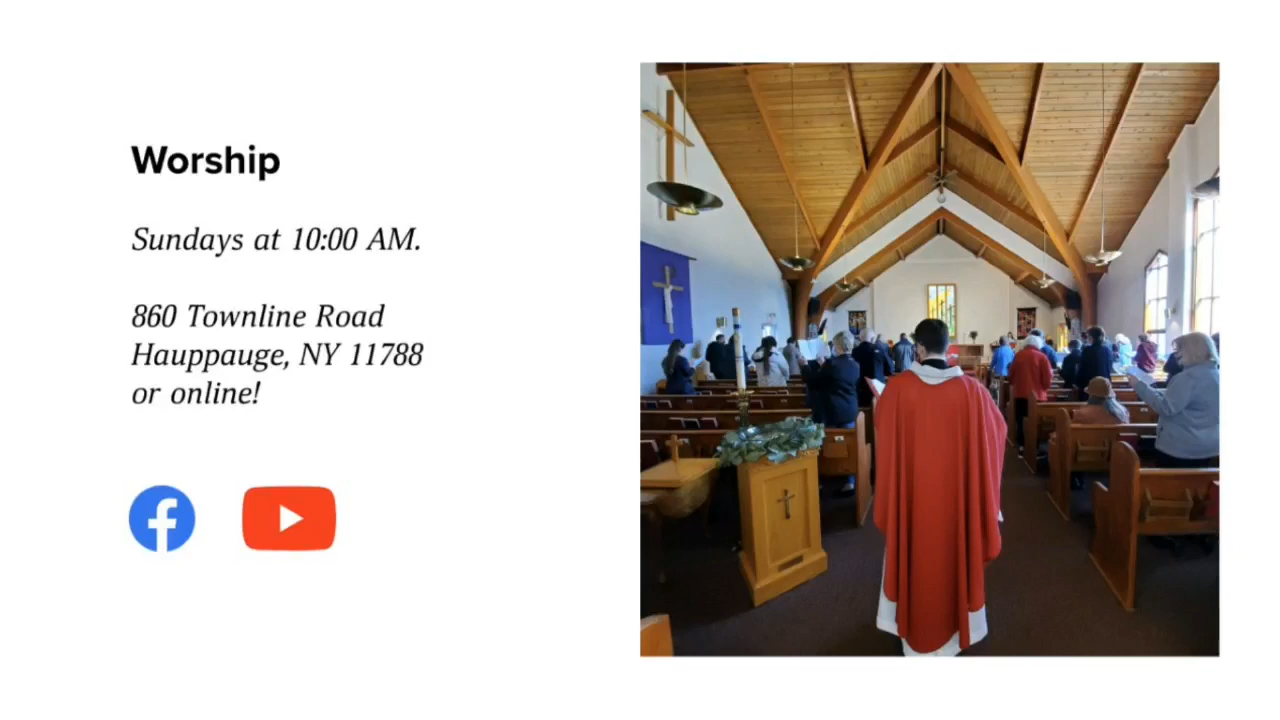 Worship
Sundays at 10:00 AM.
860 Townline Road
Hauppauge, NY 11788
or online!